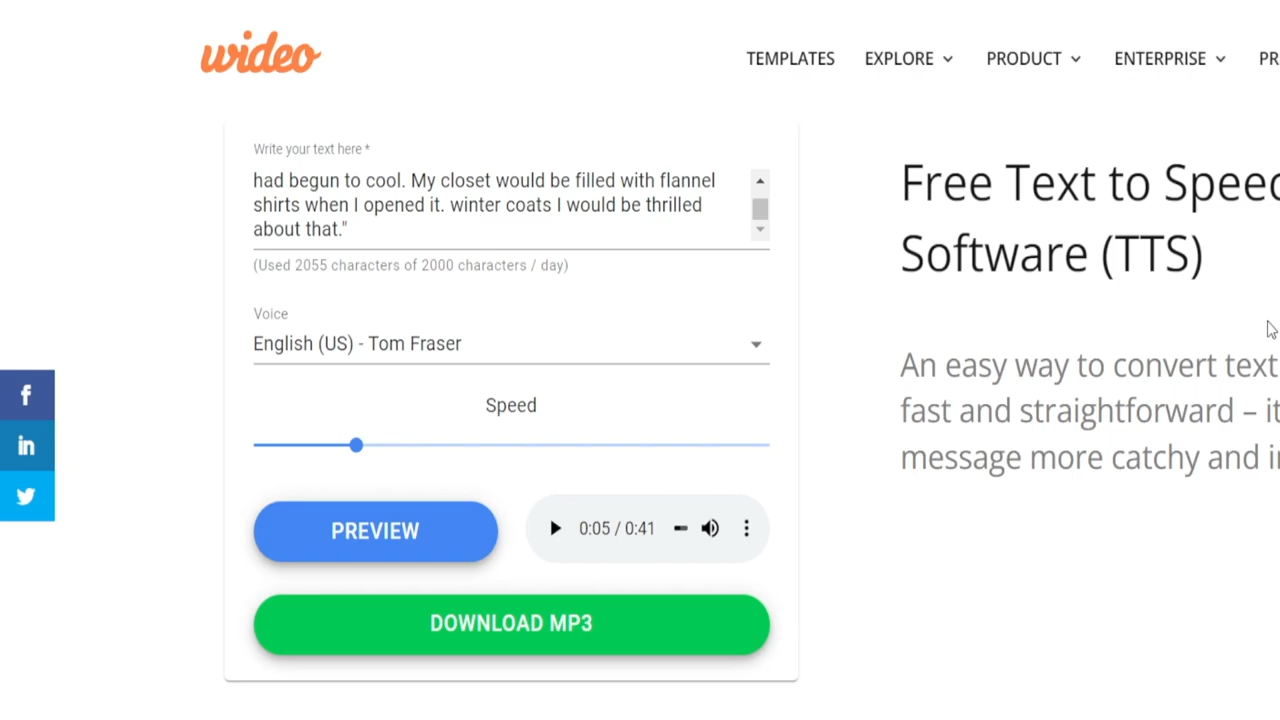 wideo
TEMPLATES EXPLORE PRODUCT ENTERPRISE PR
Write your text here *
had begun to cool. My closet would be filled with flannel
shirts when I opened it. winter coats I would be thrilled
about that."
(Used 2055 characters of 2000 characters / day)
Voice
English (US) - Tom Fraser
Speed
PREVIEW
0:05 / 0:41
DOWNLOAD MP3
Free Text to Speec
Software (TTS)
An easy way to convert text
fast and straightforward – it
message more catchy and in
f
in